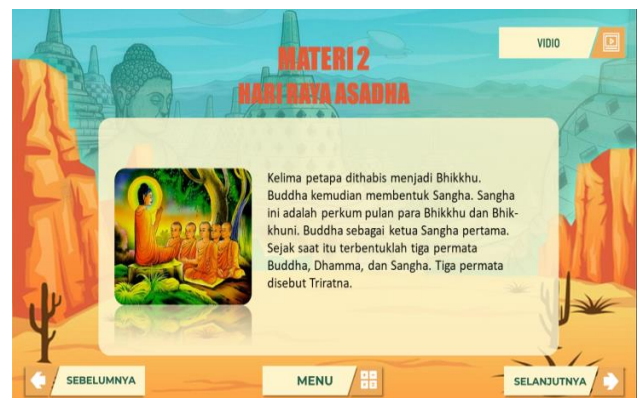 MATERI 2
HARI RAYA ASADHA
VIDIO
Kelima petapa dithabis menjadi Bhikkhu.
Buddha kemudian membentuk Sangha. Sangha
ini adalah perkum pulan para Bhikkhu dan Bhik-
khuni. Buddha sebagai ketua Sangha pertama.
Sejak saat itu terbentuklah tiga permata
Buddha, Dhamma, dan Sangha. Tiga permata
disebut Triratna.
SEBELUMNYA
MENU
SELANJUTNYA